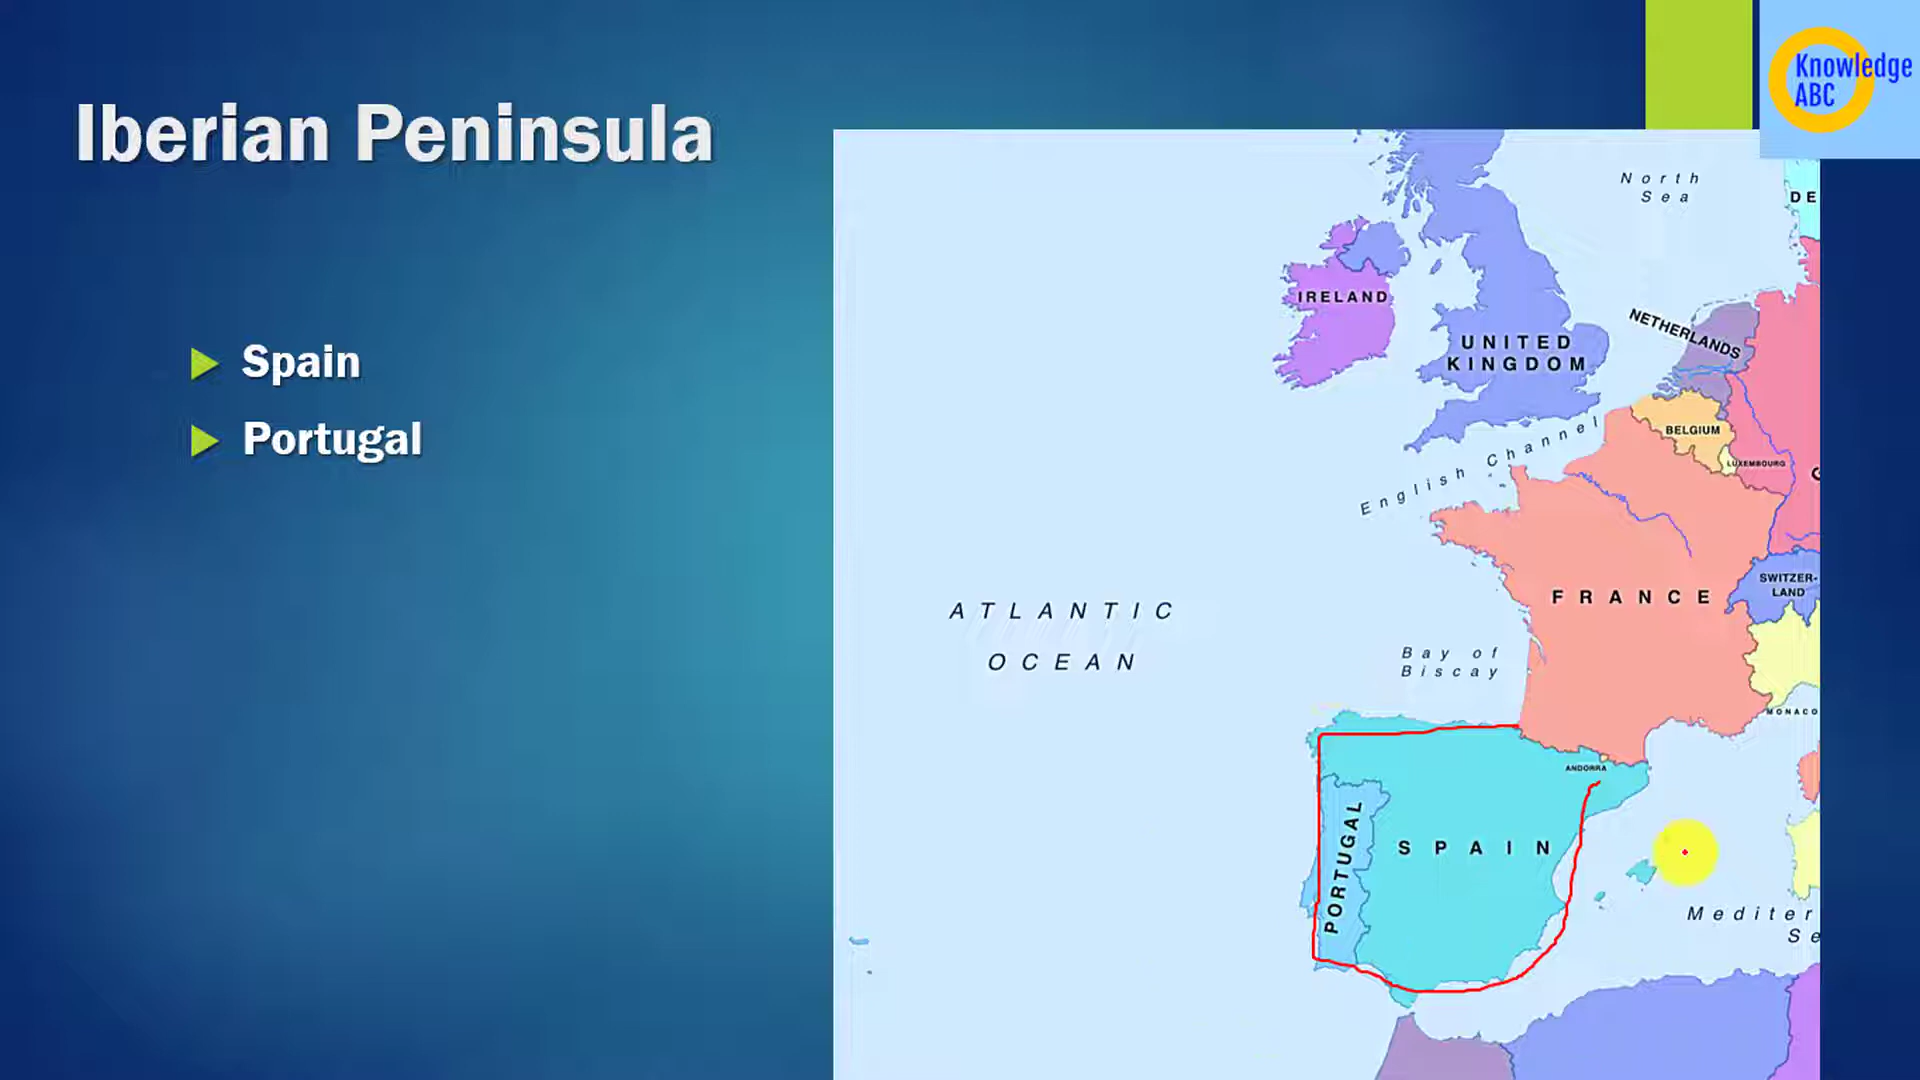 Knowledge
ABC
Iberian Peninsula
Spain
Portugal
North
Sea
DE
IRELAND
UNITED
KINGDOM
NETHERLANDS
BELGIUM
LUXEMBOURG
G
English Channel
SWITZER-
LAND
FRANCE
ATLANTIC
OCEAN
Bay of
Biscay
MONACO
ANDORRA
PORTUGAL
SPAIN
Mediter
Se